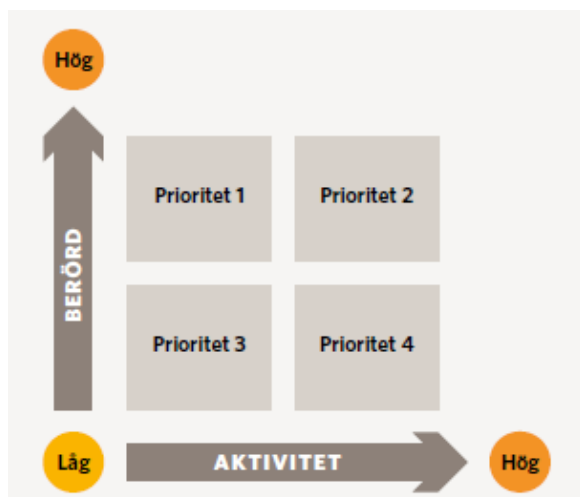 Hög
Prioritet 1
Prioritet 2
BERÖRD
Prioritet 3
Prioritet 4
Låg
AKTIVITET
Hög